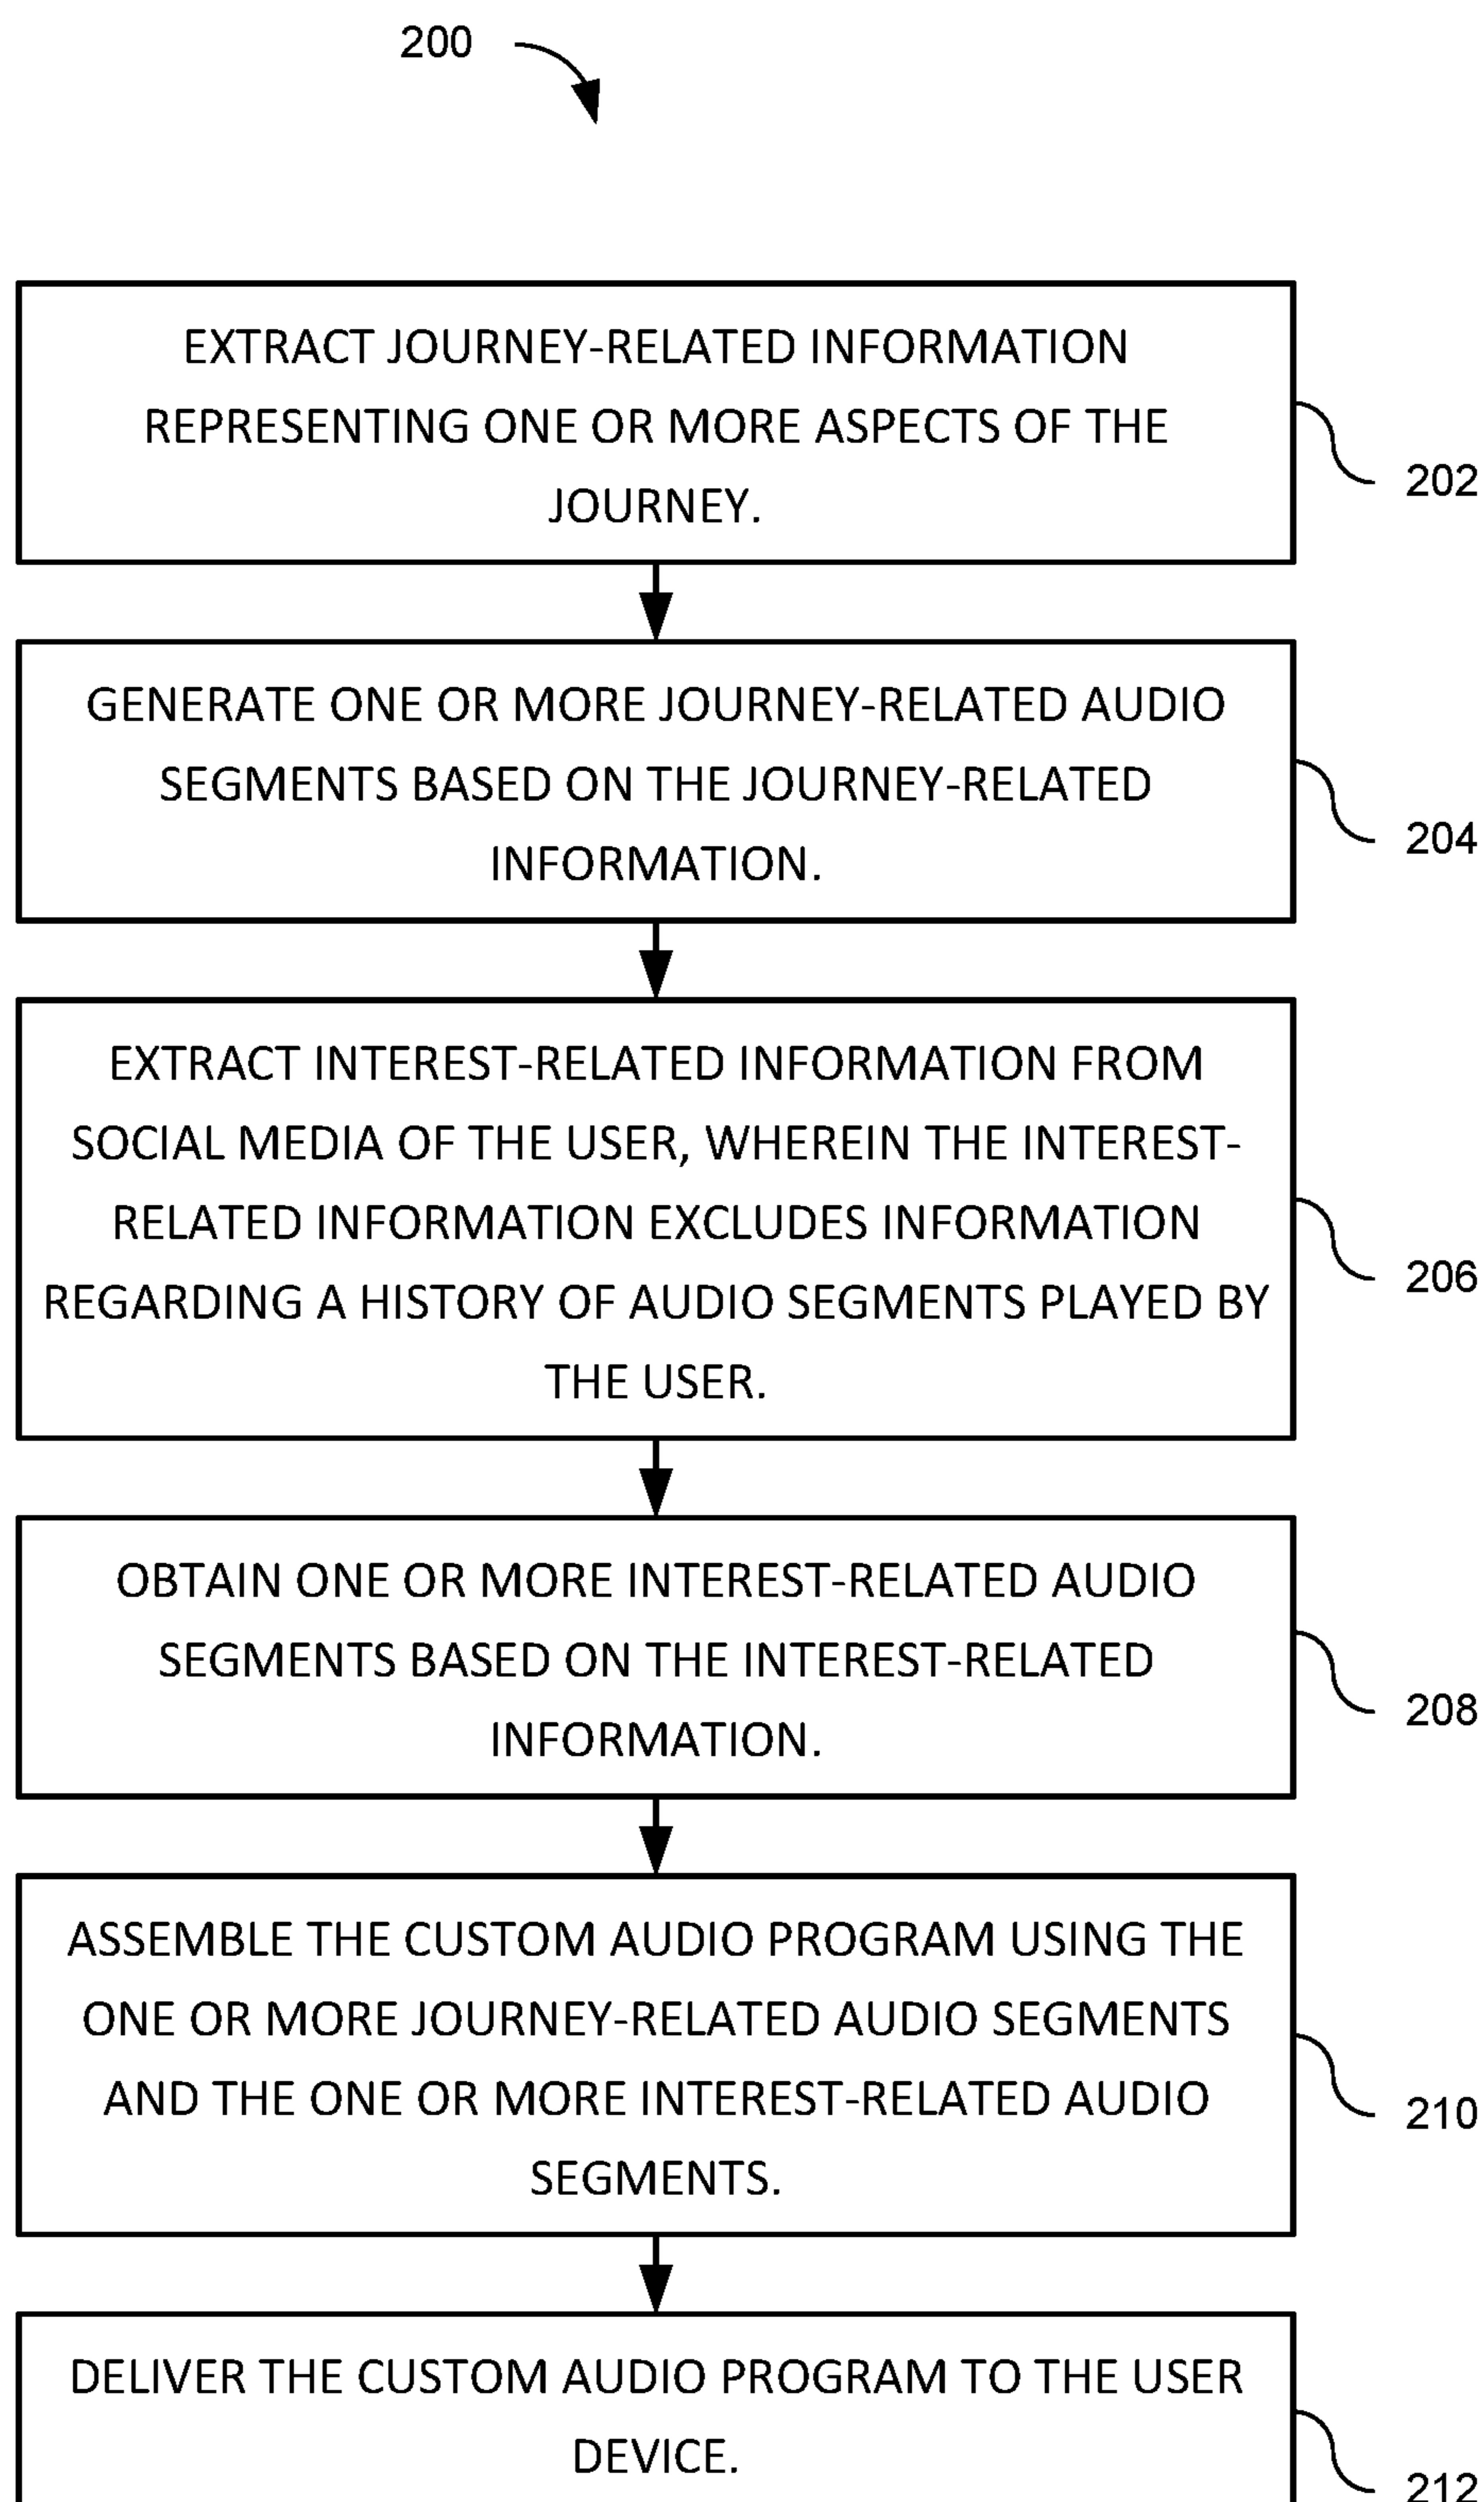 200
EXTRACT JOURNEY-RELATED INFORMATION
REPRESENTING ONE OR MORE ASPECTS OF THE
JOURNEY.
202
GENERATE ONE OR MORE JOURNEY-RELATED AUDIO
SEGMENTS BASED ON THE JOURNEY-RELATED
INFORMATION.
204
EXTRACT INTEREST-RELATED INFORMATION FROM
SOCIAL MEDIA OF THE USER, WHEREIN THE INTEREST-
RELATED INFORMATION EXCLUDES INFORMATION
REGARDING A HISTORY OF AUDIO SEGMENTS PLAYED BY
THE USER.
206
OBTAIN ONE OR MORE INTEREST-RELATED AUDIO
SEGMENTS BASED ON THE INTEREST-RELATED
INFORMATION.
208
ASSEMBLE THE CUSTOM AUDIO PROGRAM USING THE
ONE OR MORE JOURNEY-RELATED AUDIO SEGMENTS
AND THE ONE OR MORE INTEREST-RELATED AUDIO
SEGMENTS.
210
DELIVER THE CUSTOM AUDIO PROGRAM TO THE USER
DEVICE.
212